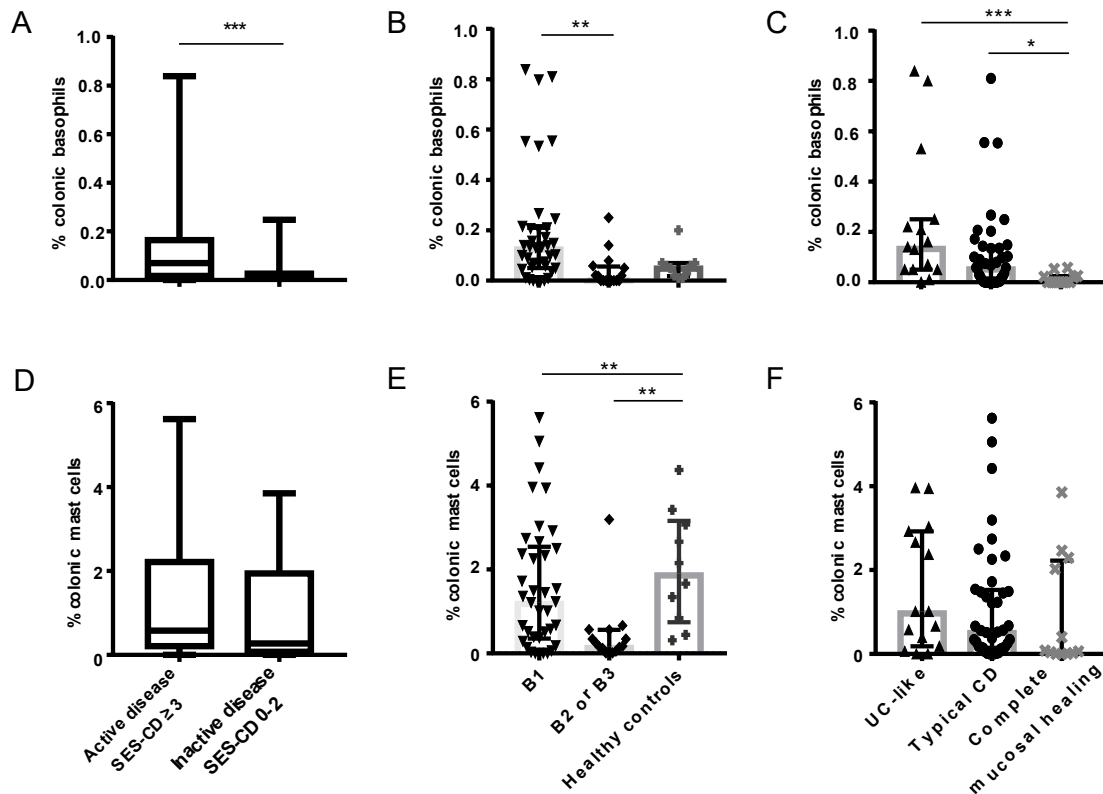 A
***
1.0
0.8
0.6
0.4
0.2
0.0
% colonic basophils
B
**
1.0
0.8
0.6
0.4
0.2
0.0
% colonic basophils
C
***
*
1.0
0.8
0.6
0.4
0.2
0.0
% colonic basophils
D
6
4
2
0
% colonic mast cells
Active disease
SES-CD ≥ 3
Inactive disease
SES-CD 0-2
E
**
**
6
4
2
0
% colonic mast cells
B1
B2 or B3
Healthy controls
F
6
4
2
0
% colonic mast cells
UC-like
Typical CD
Complete
mucosal healing